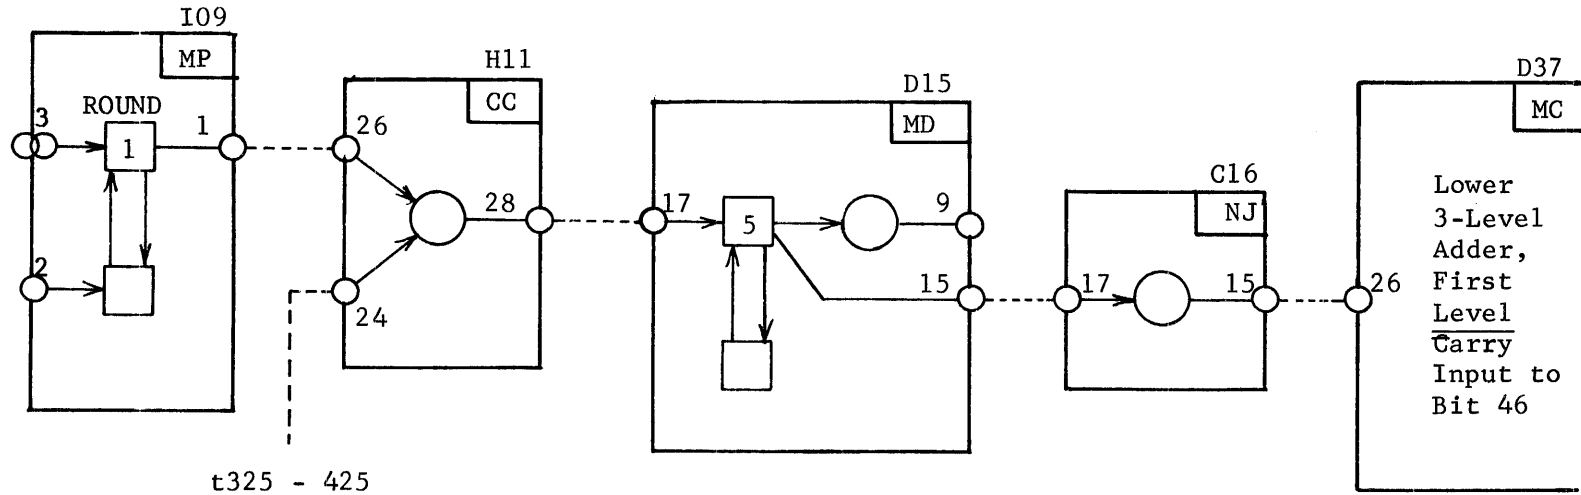 I09
MP
3
ROUND
1
1
2
H11
CC
26
28
24
t325 - 425
D15
MD
17
5
9
15
C16
NJ
17
15
D37
MC
26
Lower
3-Level
Adder,
First
Level
Carry
Input to
Bit 46